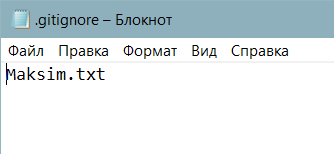 .gitignore – Блокнот
Файл Правка Формат Вид Справка
Maksim.txt